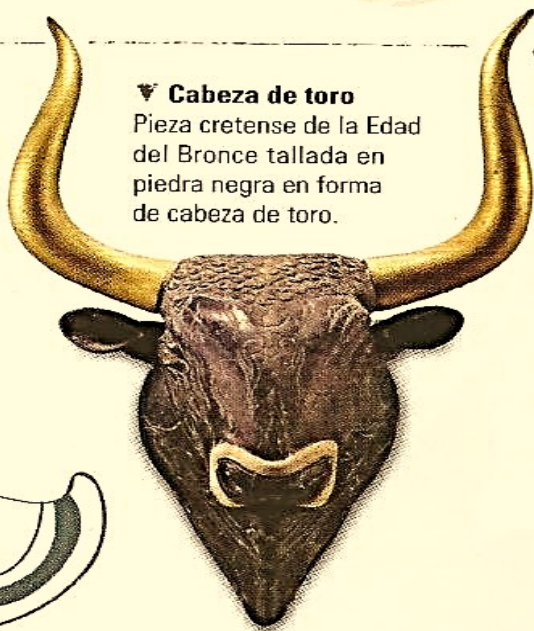 Cabeza de toro
Pieza cretense de la Edad
del Bronce tallada en
piedra negra en forma
de cabeza de toro.